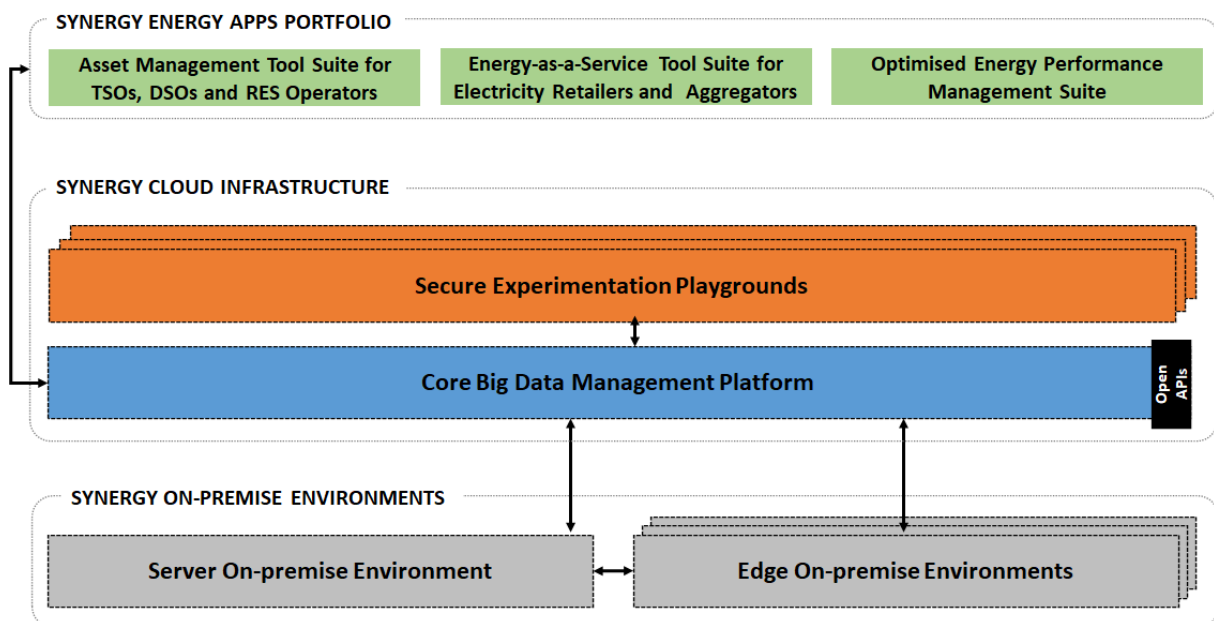 SYNERGY ENERGY APPS PORTFOLIO
Asset Management Tool Suite for
TSOs, DSOs and RES Operators
Energy-as-a-Service Tool Suite for
Electricity Retailers and Aggregators
Optimised Energy Performance
Management Suite
SYNERGY CLOUD INFRASTRUCTURE
Secure Experimentation Playgrounds
Core Big Data Management Platform
Open
APIs
SYNERGY ON-PREMISE ENVIRONMENTS
Server On-premise Environment
Edge On-premise Environments